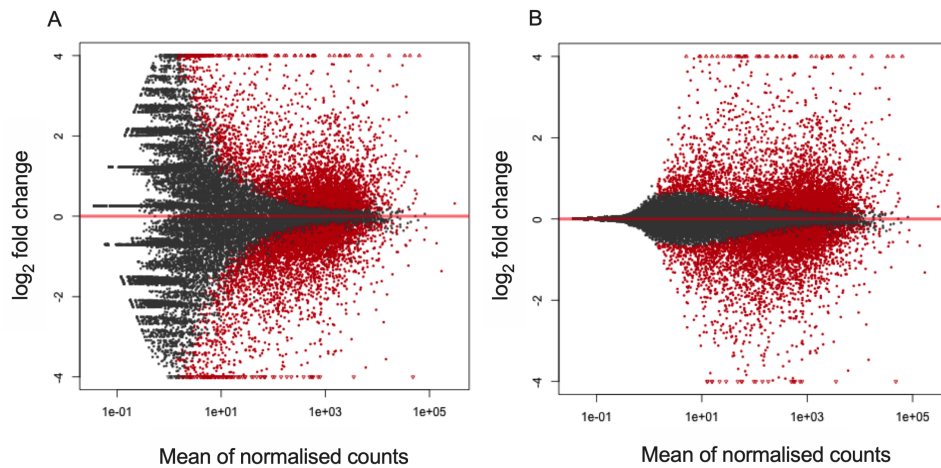 A
B
4
2
0
-2
-4
log2 fold change
1e-01
1e+01
1e+03
1e+05
Mean of normalised counts
4
2
0
-2
-4
log2 fold change
1e-01
1e+01
1e+03
1e+05
Mean of normalised counts